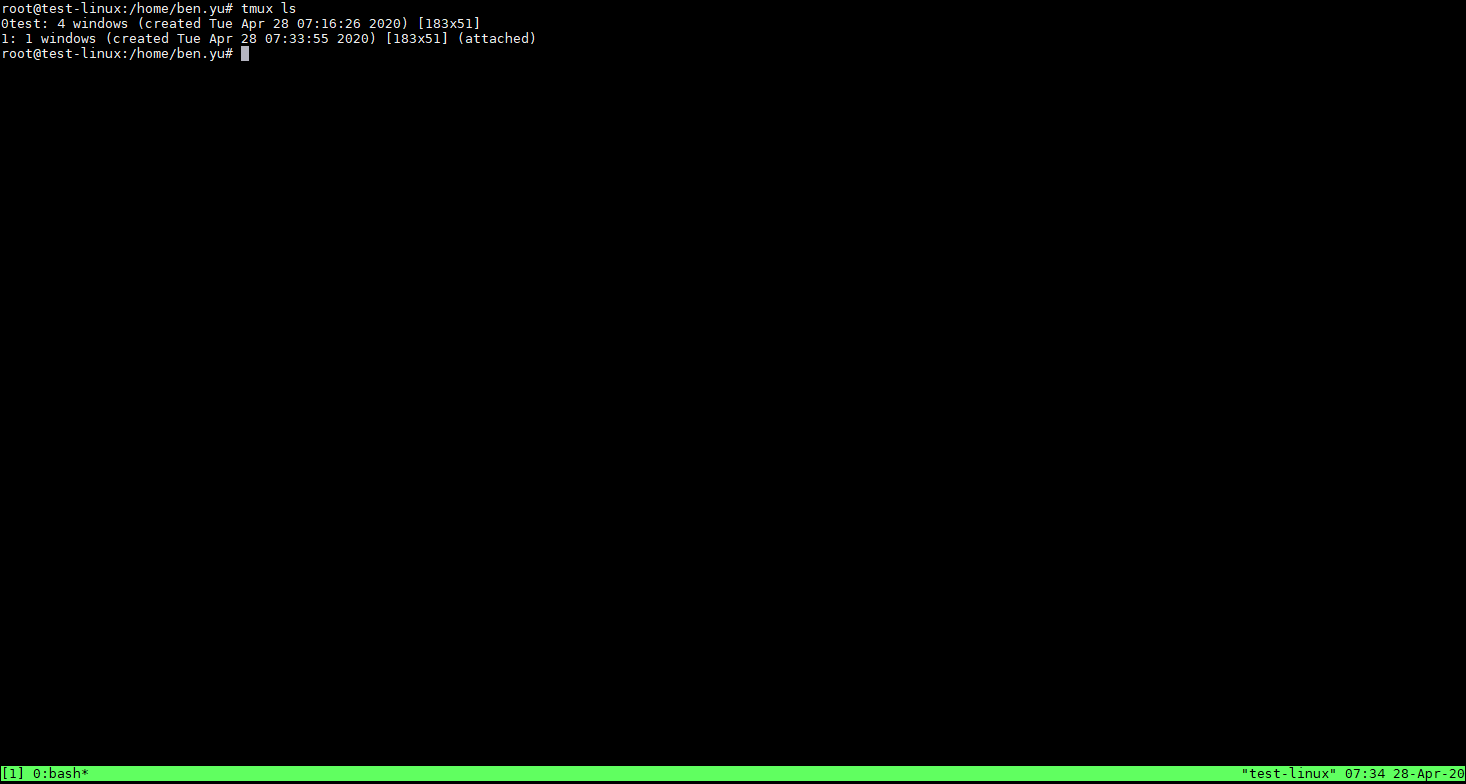 root@test-linux:/home/ben.yu# tmux ls
0test: 4 windows (created Tue Apr 28 07:16:26 2020) [183x51]
1: 1 windows (created Tue Apr 28 07:33:55 2020) [183x51] (attached)
root@test-linux:/home/ben.yu#
[1] 0:bash* "test-linux" 07:34 28-Apr-20